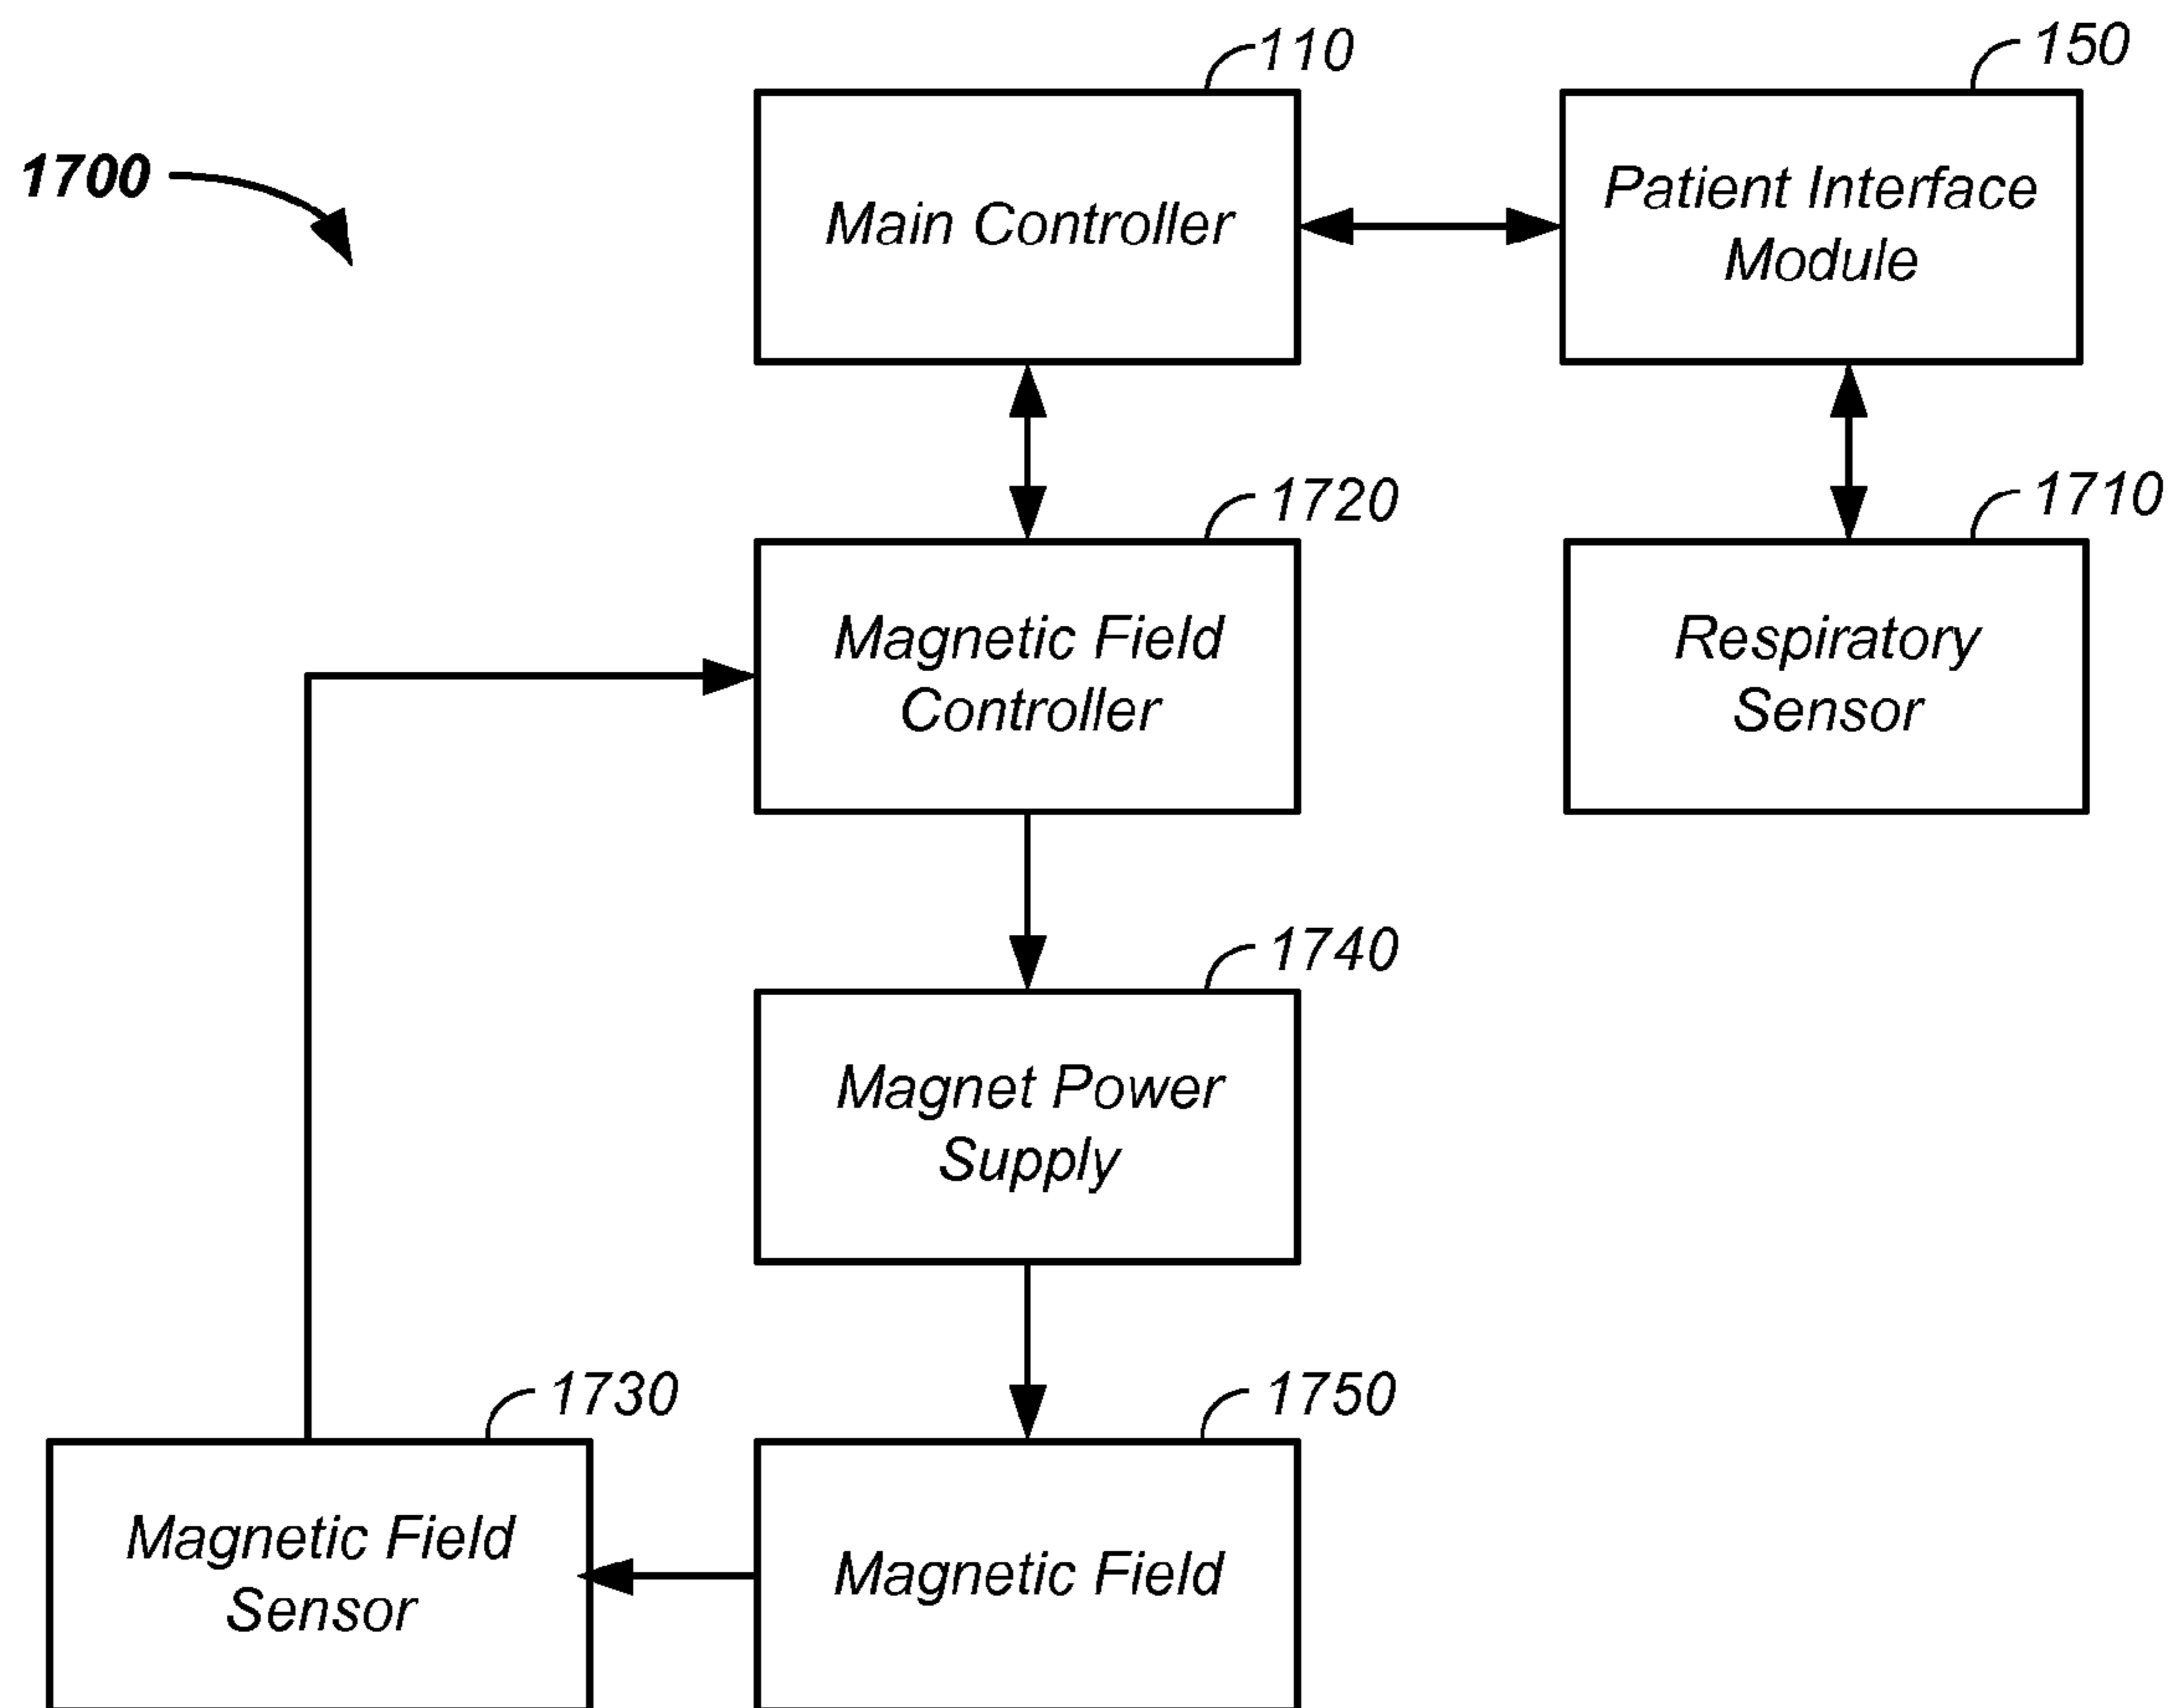 110
150
1700
Main Controller
Patient Interface
Module
1720
1710
Magnetic Field
Controller
Respiratory
Sensor
1740
Magnet Power
Supply
1730
1750
Magnetic Field
Sensor
Magnetic Field